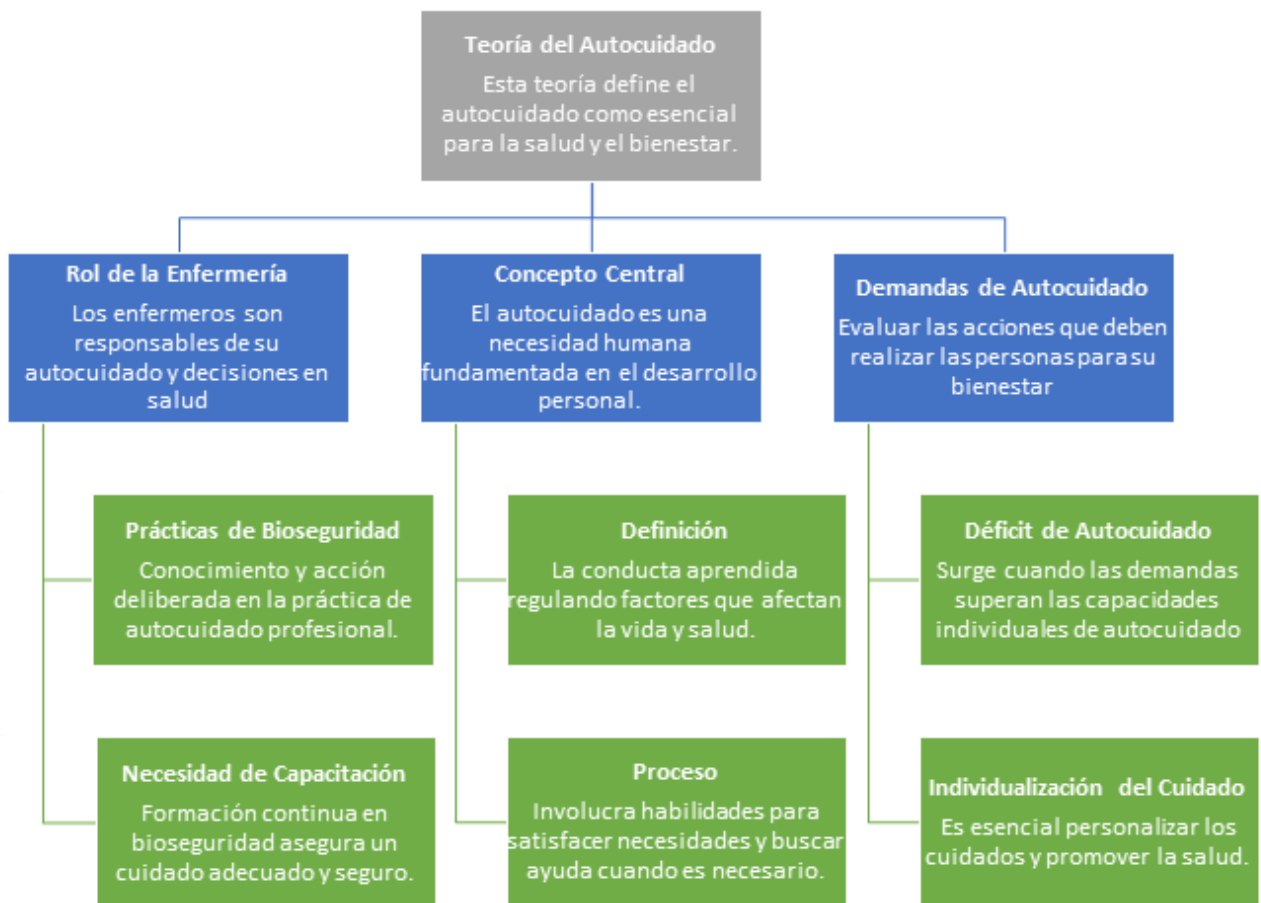 Teoría del Autocuidado
Esta teoría define el
autocuidado como esencial
para la salud y el bienestar.
Rol de la Enfermería
Los enfermeros son
responsables de su
autocuidado y decisiones en
salud
Concepto Central
El autocuidado es una
necesidad humana
fundamentada en el desarrollo
personal.
Demandas de Autocuidado
Evaluar las acciones que deben
realizar las personas para su
bienestar
Prácticas de Bioseguridad
Conocimiento y acción
deliberada en la práctica de
autocuidado profesional.
Definición
La conducta aprendida
regulando factores que afectan
la vida y salud.
Déficit de Autocuidado
Surge cuando las demandas
superan las capacidades
individuales de autocuidado
Necesidad de Capacitación
Formación continua en
bioseguridad asegura un
cuidado adecuado y seguro.
Proceso
Involucra habilidades para
satisfacer necesidades y buscar
ayuda cuando es necesario.
Individualización del Cuidado
Es esencial personalizar los
cuidados y promover la salud.